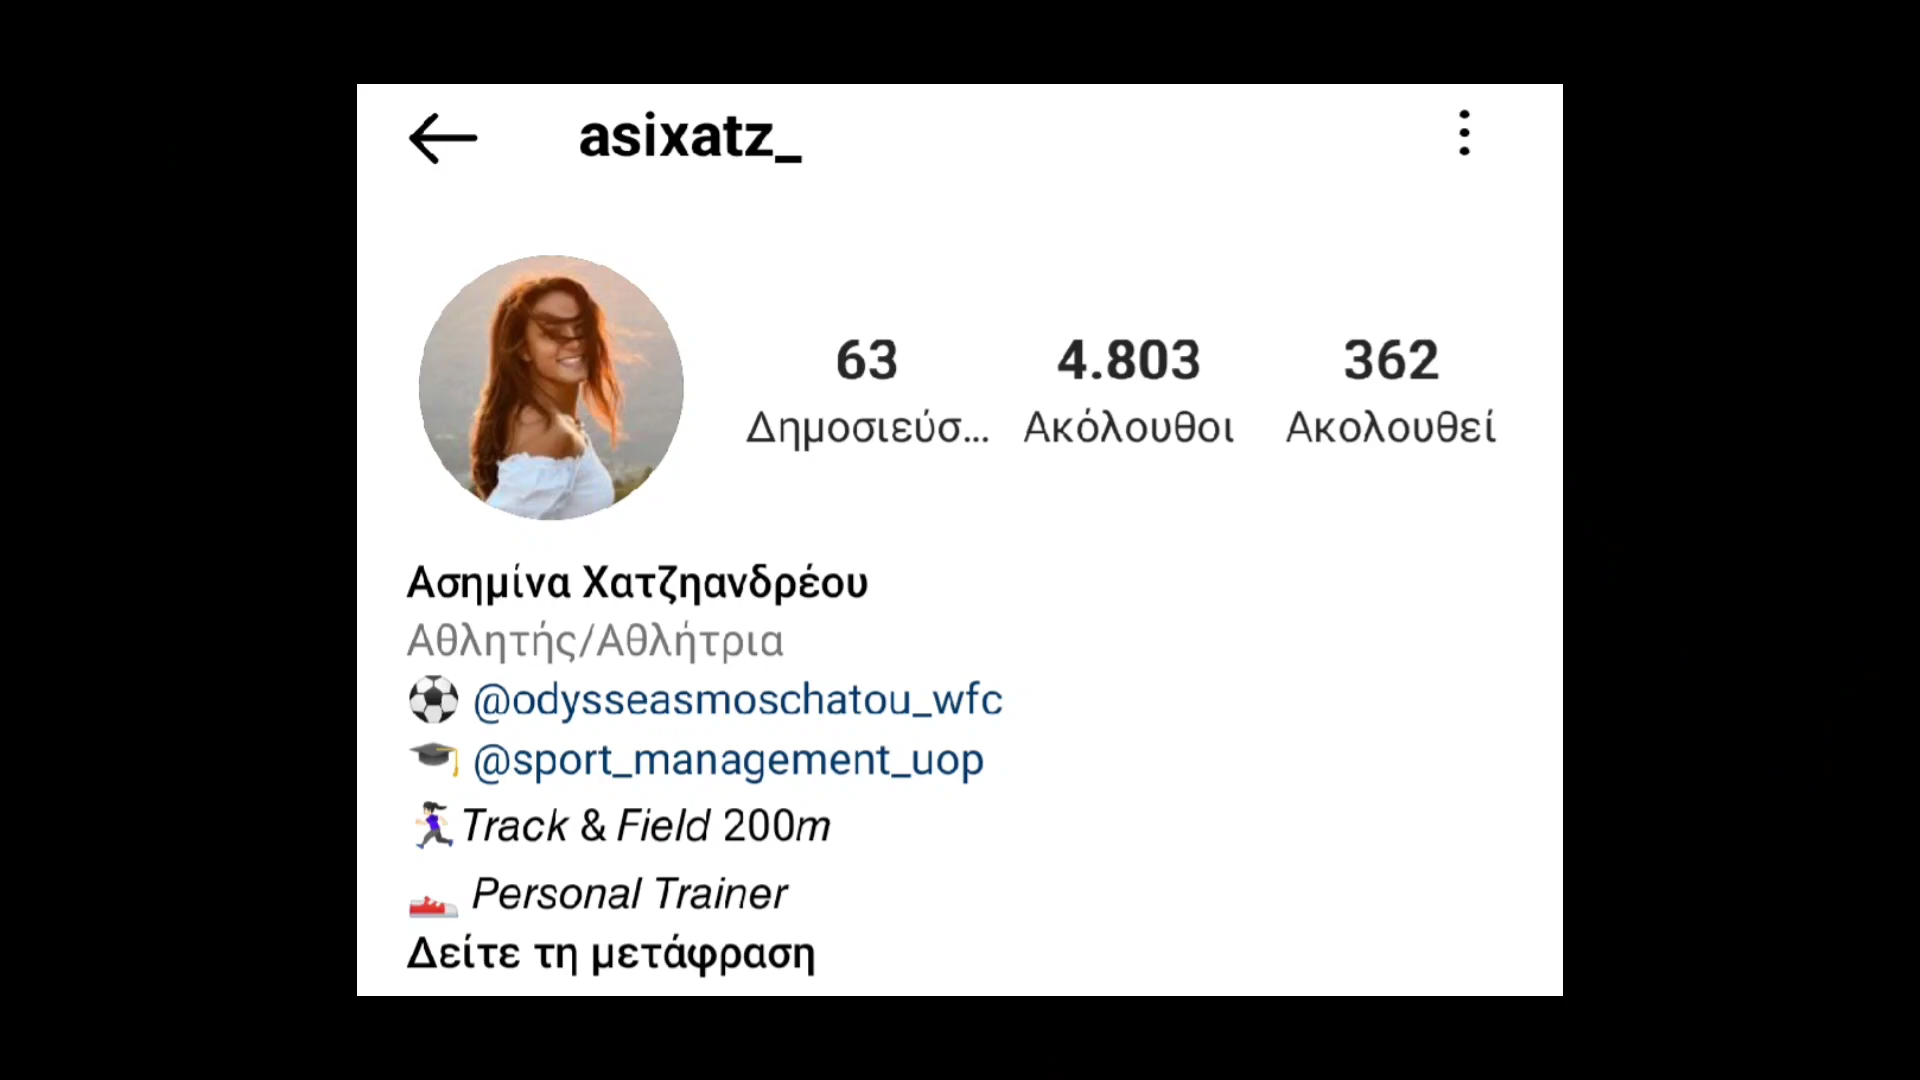 asixatz_
63 4.803 362
Δημοσιεύσ... Ακόλουθοι Ακολουθεί
Ασημίνα Χατζηανδρέου
Αθλητής/Αθλήτρια
⚽ @odysseasmoschatou_wfc
🎓 @sport_management_uop
🏃🏻‍♀️Track & Field 200m
👟 Personal Trainer
Δείτε τη μετάφραση